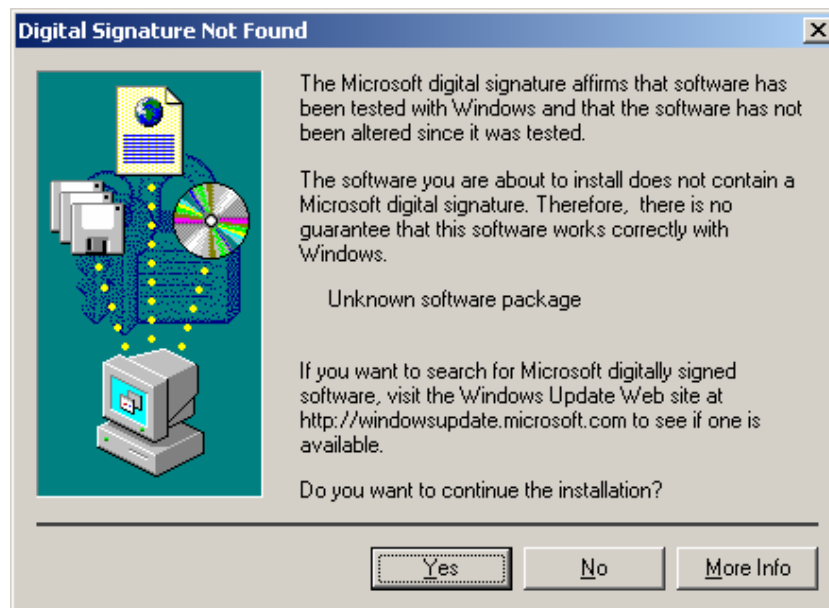 Digital Signature Not Found
The Microsoft digital signature affirms that software has
been tested with Windows and that the software has not
been altered since it was tested.
The software you are about to install does not contain a
Microsoft digital signature. Therefore, there is no
guarantee that this software works correctly with
Windows.
Unknown software package
If you want to search for Microsoft digitally signed
software, visit the Windows Update Web site at
http://windowsupdate.microsoft.com to see if one is
available.
Do you want to continue the installation?
Yes No More Info